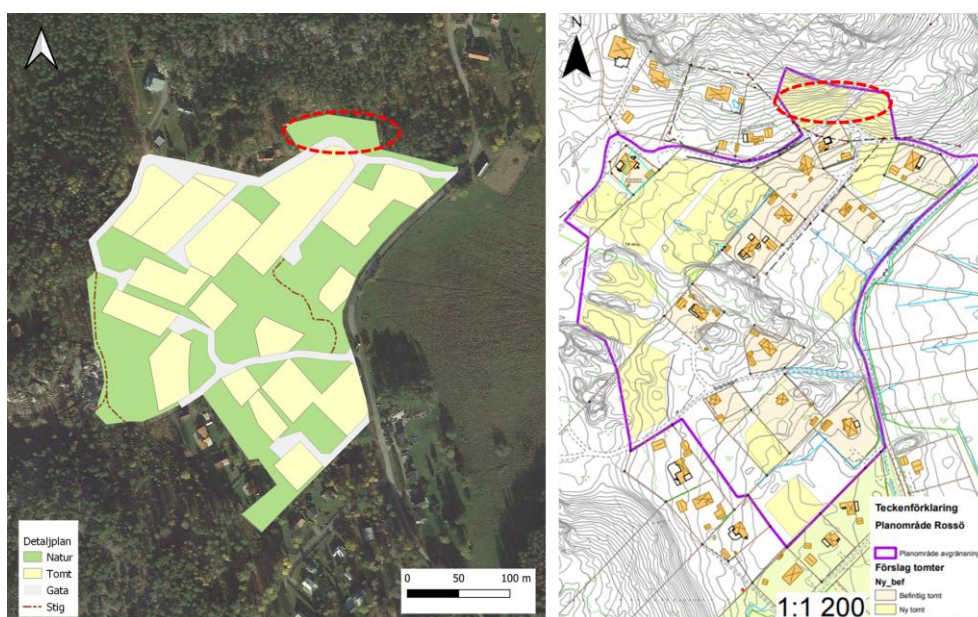 Detaljplan
Natur
Tomt
Gata
Stig
0 50 100 m
N
1:1 200
Teckenförklaring
Planområde Rossö
Planområde avgränsning
Förslag tomter
Ny_bef
Befintlig tomt
Ny tomt